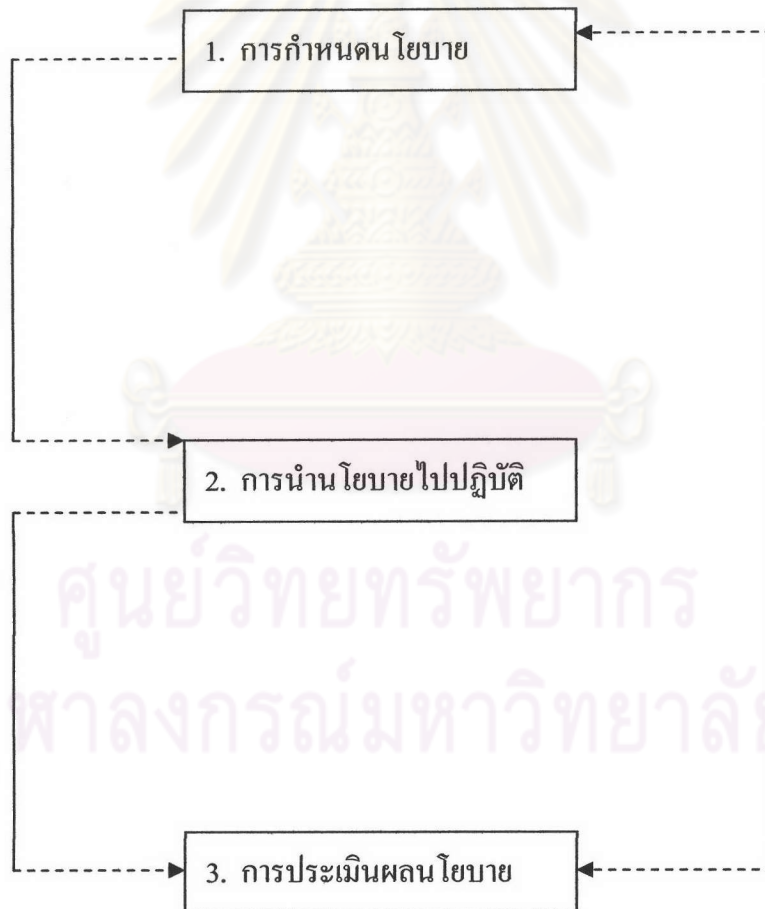 1. การกำหนดนโยบาย
2. การนำนโยบายไปปฏิบัติ
ศูนย์วิทยทรัพยากร
ฬาลงกรณ์มหาวิทยาลัย
3. การประเมินผลนโยบาย